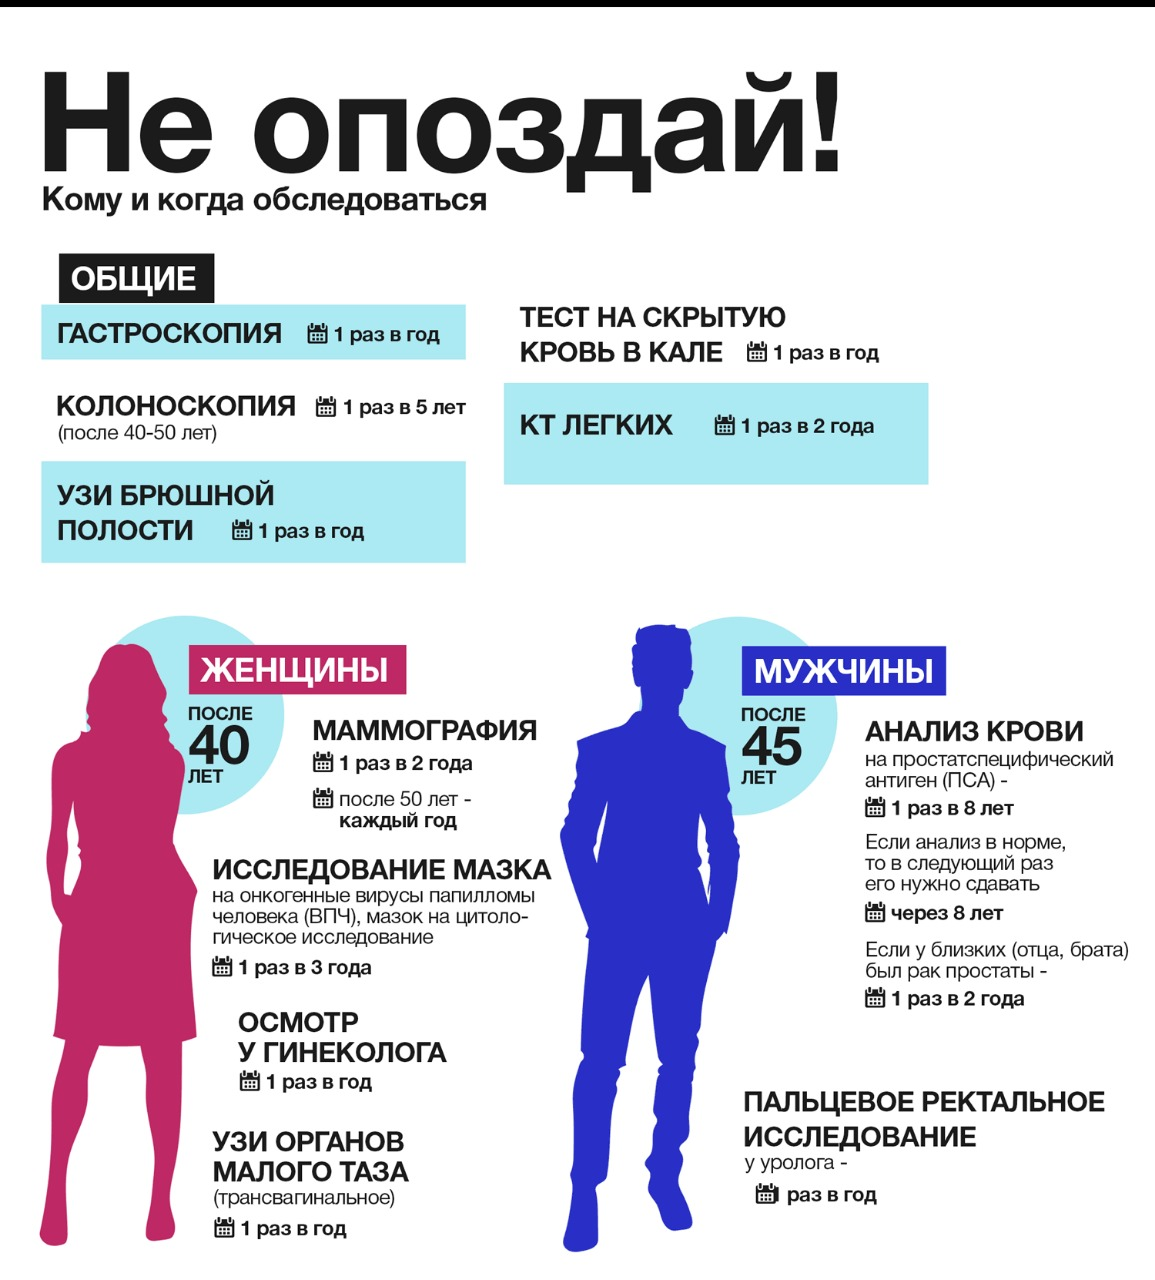 Не опоздай!
Кому и когда обследоваться
ОБЩИЕ
ГАСТРОСКОПИЯ 1 раз в год
КОЛОНОСКОПИЯ 1 раз в 5 лет
(после 40-50 лет)
УЗИ БРЮШНОЙ
ПОЛОСТИ 1 раз в год
ТЕСТ НА СКРЫТУЮ
КРОВЬ В КАЛЕ 1 раз в год
КТ ЛЕГКИХ 1 раз в 2 года
ЖЕНЩИНЫ
ПОСЛЕ
40
ЛЕТ
МАММОГРАФИЯ
1 раз в 2 года
после 50 лет -
каждый год
ИССЛЕДОВАНИЕ МАЗКА
на онкогенные вирусы папилломы
человека (ВПЧ), мазок на цитоло-
гическое исследование
1 раз в 3 года
ОСМОТР
У ГИНЕКОЛОГА
1 раз в год
УЗИ ОРГАНОВ
МАЛОГО ТАЗА
(трансвагинальное)
1 раз в год
МУЖЧИНЫ
ПОСЛЕ
45
ЛЕТ
АНАЛИЗ КРОВИ
на простатспецифический
антиген (ПСА) -
1 раз в 8 лет
Если анализ в норме,
то в следующий раз
его нужно сдавать
через 8 лет
Если у близких (отца, брата)
был рак простаты -
1 раз в 2 года
ПАЛЬЦЕВОЕ РЕКТАЛЬНОЕ
ИССЛЕДОВАНИЕ
у уролога -
раз в год